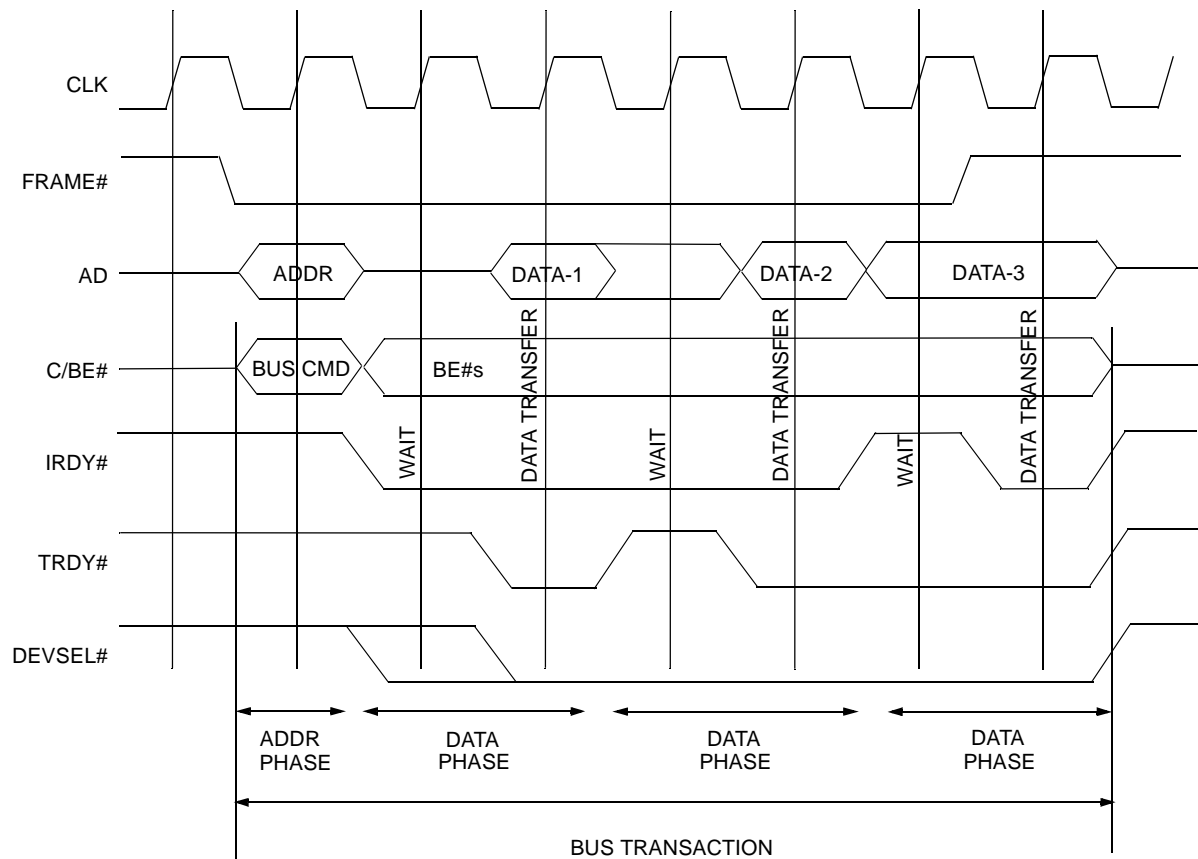 CLK
FRAME#
AD
ADDR
DATA-1
DATA-2
DATA-3
C/BE#
BUS CMD
BE#s
IRDY#
WAIT
DATA TRANSFER
WAIT
DATA TRANSFER
WAIT
DATA TRANSFER
TRDY#
DEVSEL#
ADDR
PHASE
DATA
PHASE
DATA
PHASE
DATA
PHASE
BUS TRANSACTION